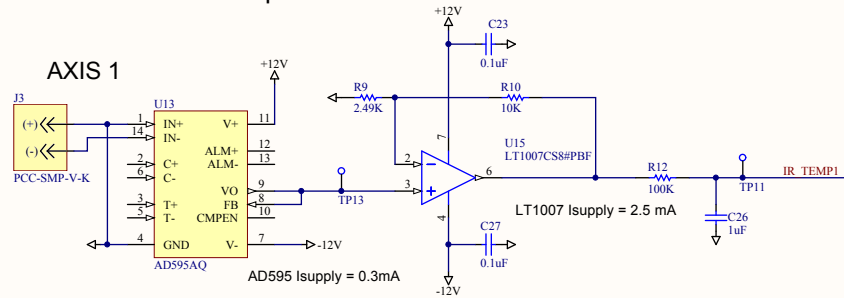 AXIS 1
J3
(+)
(-)
PCC-SMP-V-K
+12V
U13
1 IN+ V+ 11
14 IN-
ALM+ 12
2 C+ ALM- 13
6 C-
VO 9
3 T+ FB 8
5 T- CMPEN 10
4 GND V- 7
-12V
AD595AQ
AD595 Isupply = 0.3mA
TP13
+12V
C23
0.1uF
R9
2.49K
R10
10K
U15
LT1007CS8#PBF
7
2
3
6
4
LT1007 Isupply = 2.5 mA
C27
0.1uF
-12V
R12
100K
TP11
IR_TEMP1
C26
1uF